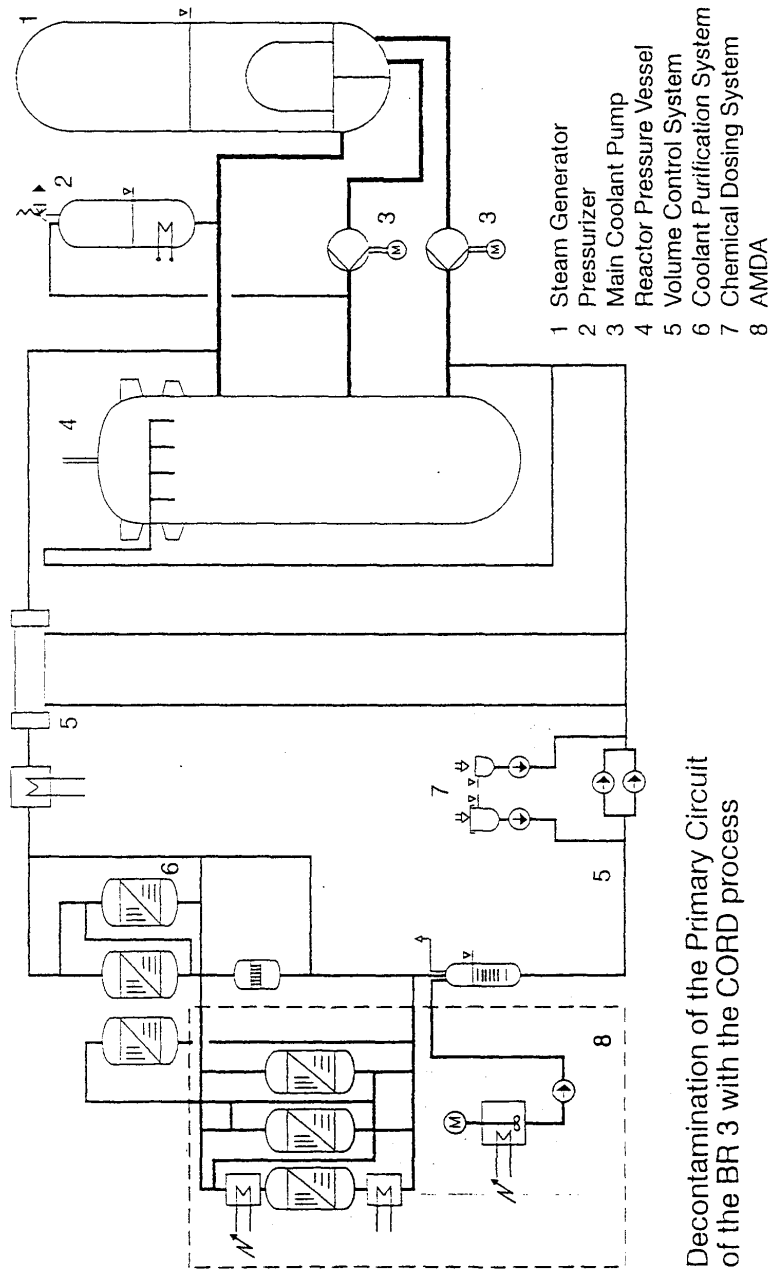 1
2
3
M
3
M
4
5
6
7
5
8
M
1 Steam Generator
2 Pressurizer
3 Main Coolant Pump
4 Reactor Pressure Vessel
5 Volume Control System
6 Coolant Purification System
7 Chemical Dosing System
8 AMDA
Decontamination of the Primary Circuit
of the BR 3 with the CORD process